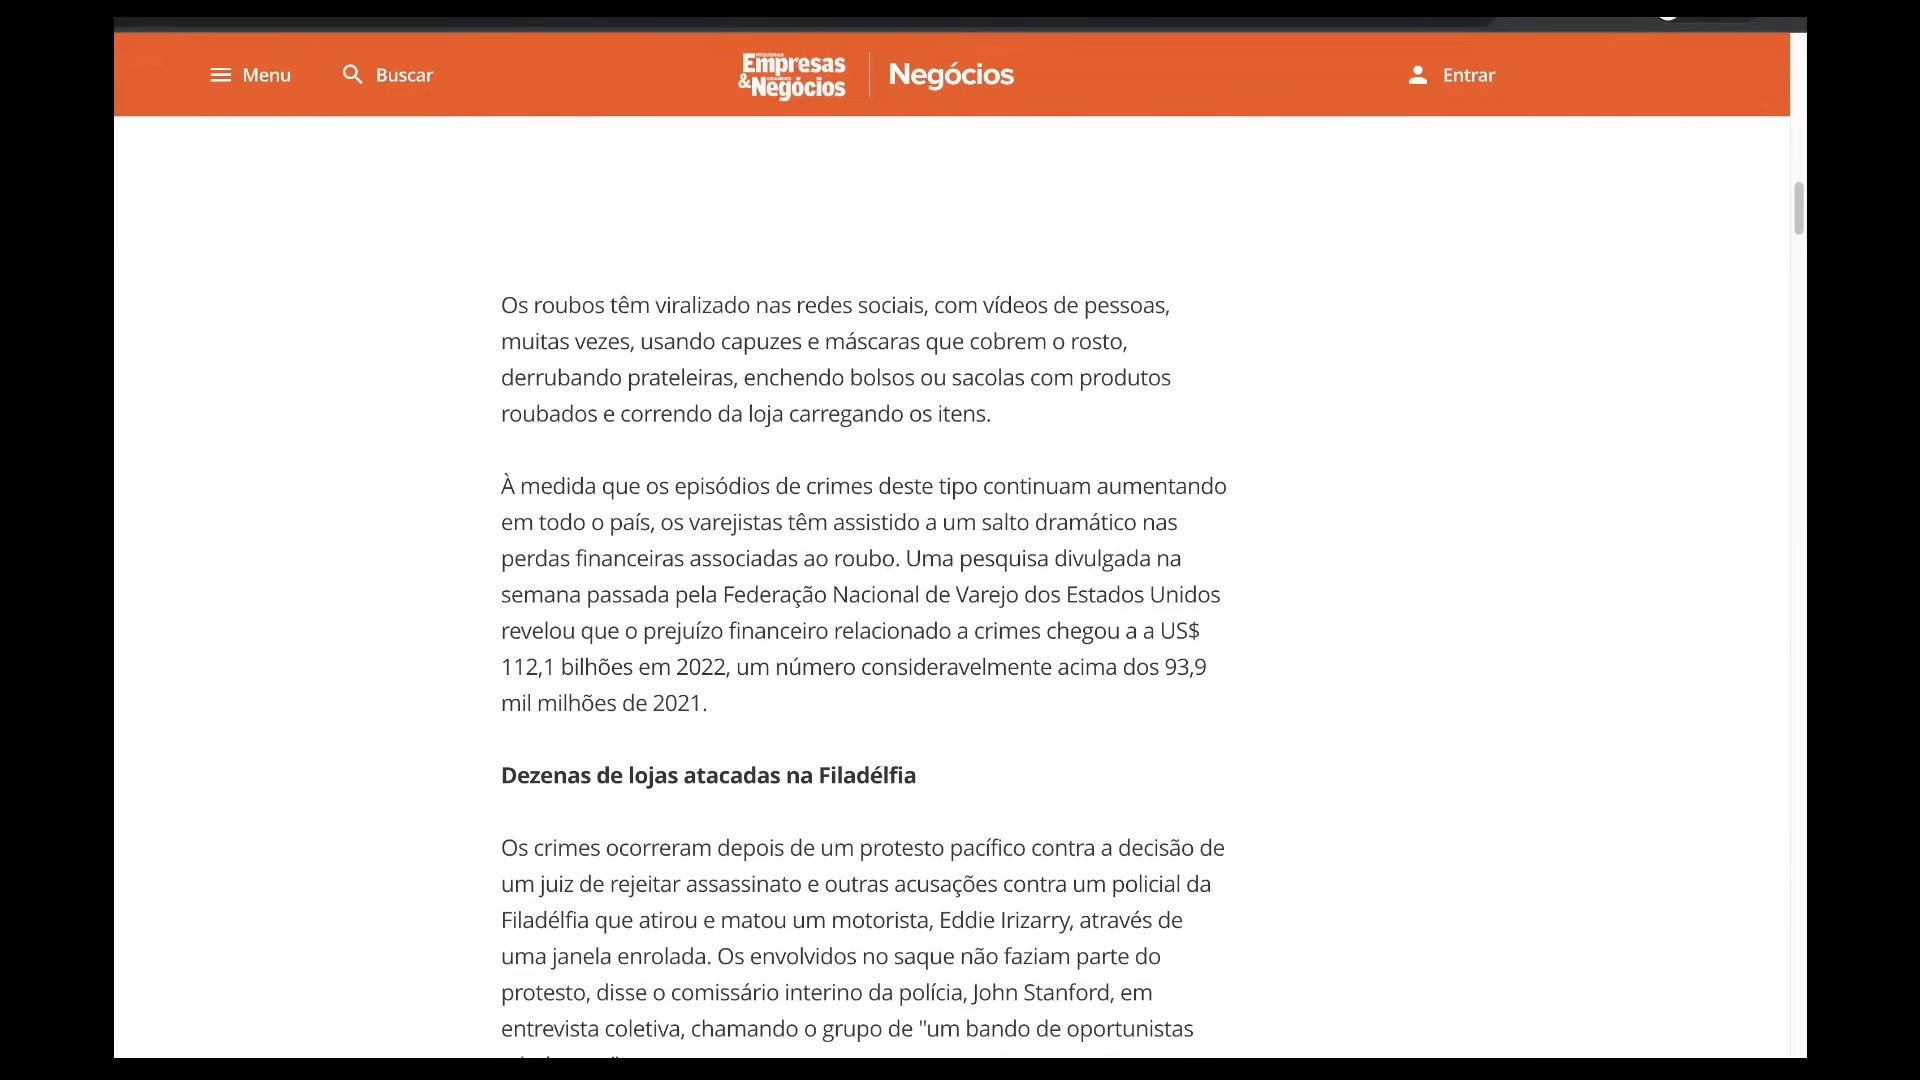 Menu
Buscar
PEQUENAS
Empresas
GRANDES
&Negócios
Negócios
Entrar
Os roubos têm viralizado nas redes sociais, com vídeos de pessoas,
muitas vezes, usando capuzes e máscaras que cobrem o rosto,
derrubando prateleiras, enchendo bolsos ou sacolas com produtos
roubados e correndo da loja carregando os itens.
À medida que os episódios de crimes deste tipo continuam aumentando
em todo o país, os varejistas têm assistido a um salto dramático nas
perdas financeiras associadas ao roubo. Uma pesquisa divulgada na
semana passada pela Federação Nacional de Varejo dos Estados Unidos
revelou que o prejuízo financeiro relacionado a crimes chegou a a US$
112,1 bilhões em 2022, um número consideravelmente acima dos 93,9
mil milhões de 2021.
Dezenas de lojas atacadas na Filadélfia
Os crimes ocorreram depois de um protesto pacífico contra a decisão de
um juiz de rejeitar assassinato e outras acusações contra um policial da
Filadélfia que atirou e matou um motorista, Eddie Irizarry, através de
uma janela enrolada. Os envolvidos no saque não faziam parte do
protesto, disse o comissário interino da polícia, John Stanford, em
entrevista coletiva, chamando o grupo de "um bando de oportunistas